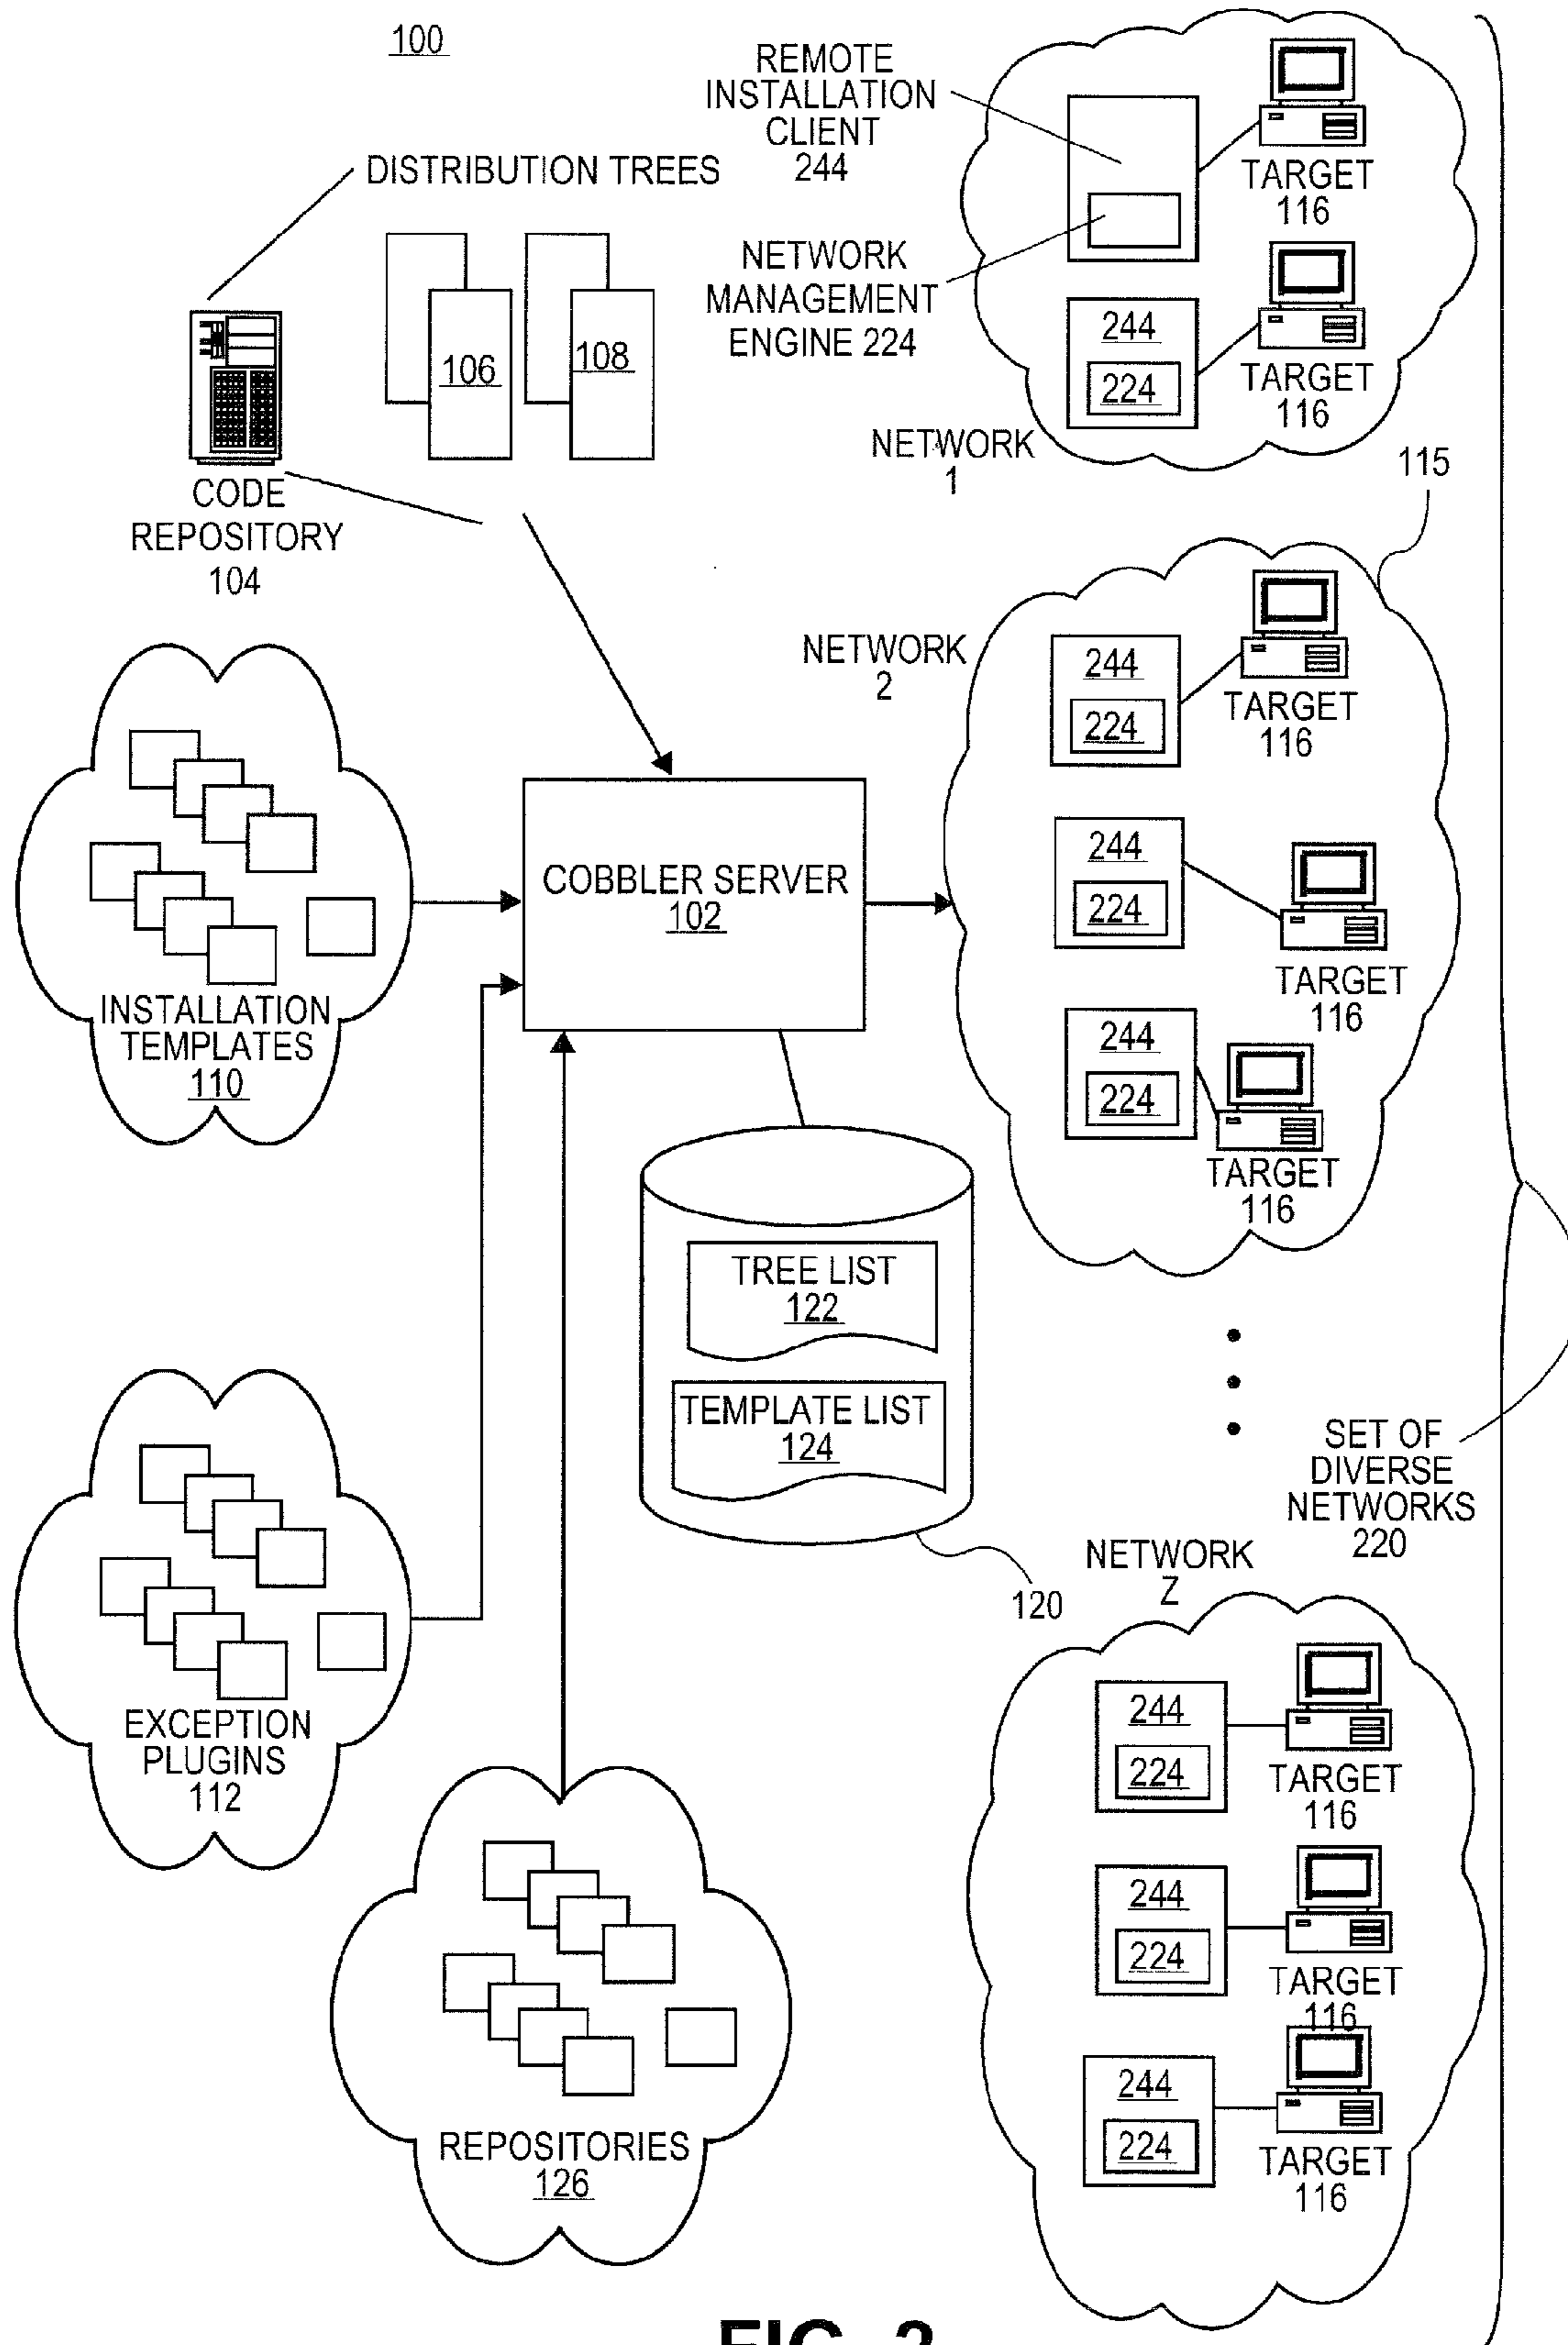 100
REMOTE
INSTALLATION
CLIENT
244
TARGET
116
DISTRIBUTION TREES
NETWORK
MANAGEMENT
ENGINE 224
244
224
TARGET
116
106
108
NETWORK
1
CODE
REPOSITORY
104
115
NETWORK
2
244
224
TARGET
116
244
224
TARGET
116
244
224
TARGET
116
COBBLER SERVER
102
INSTALLATION
TEMPLATES
110
TREE LIST
122
TEMPLATE LIST
124
120
SET OF
DIVERSE
NETWORKS
220
EXCEPTION
PLUGINS
112
NETWORK
Z
244
224
TARGET
116
244
224
TARGET
116
244
224
TARGET
116
REPOSITORIES
126
FIG. 2